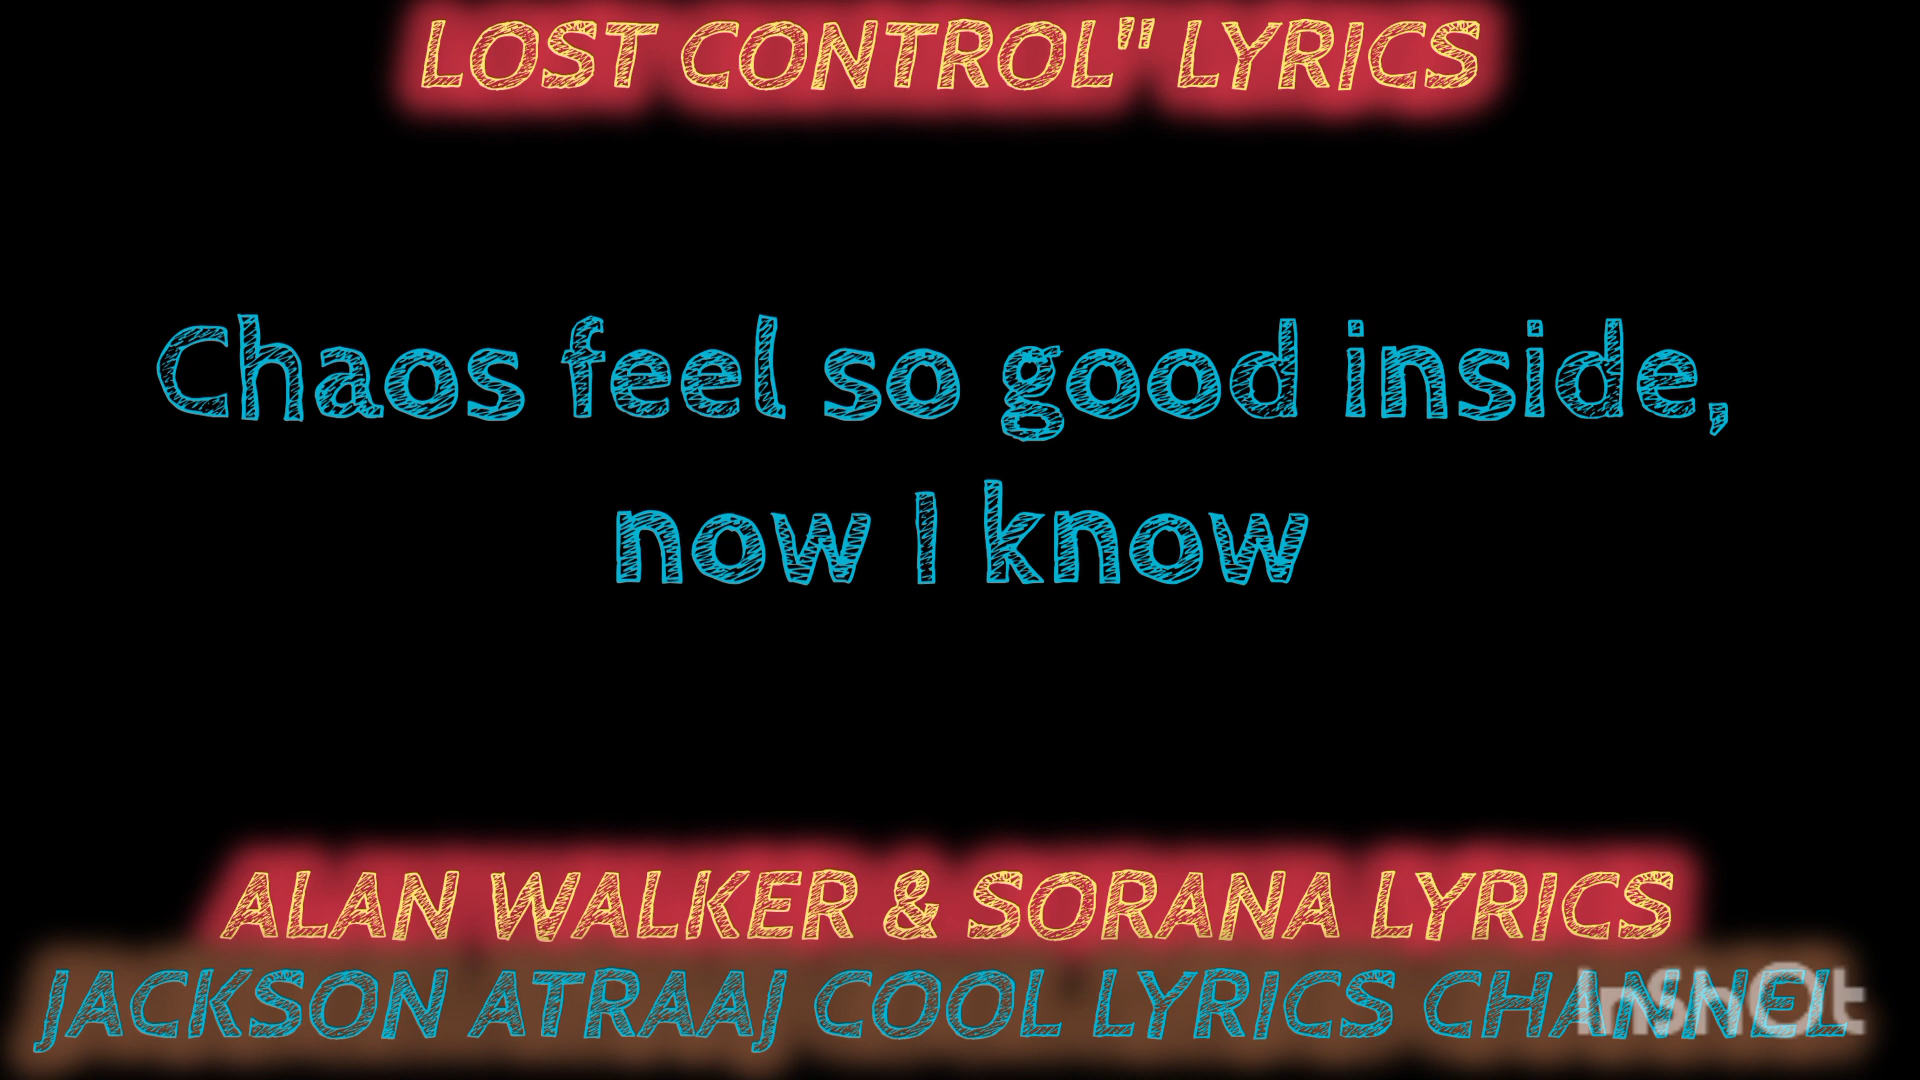 LOST CONTROL" LYRICS
Chaos feel so good inside,
now I know
ALAN WALKER & SORANA LYRICS
JACKSON ATRAAJ COOL LYRICS CHANNEL
InShOt